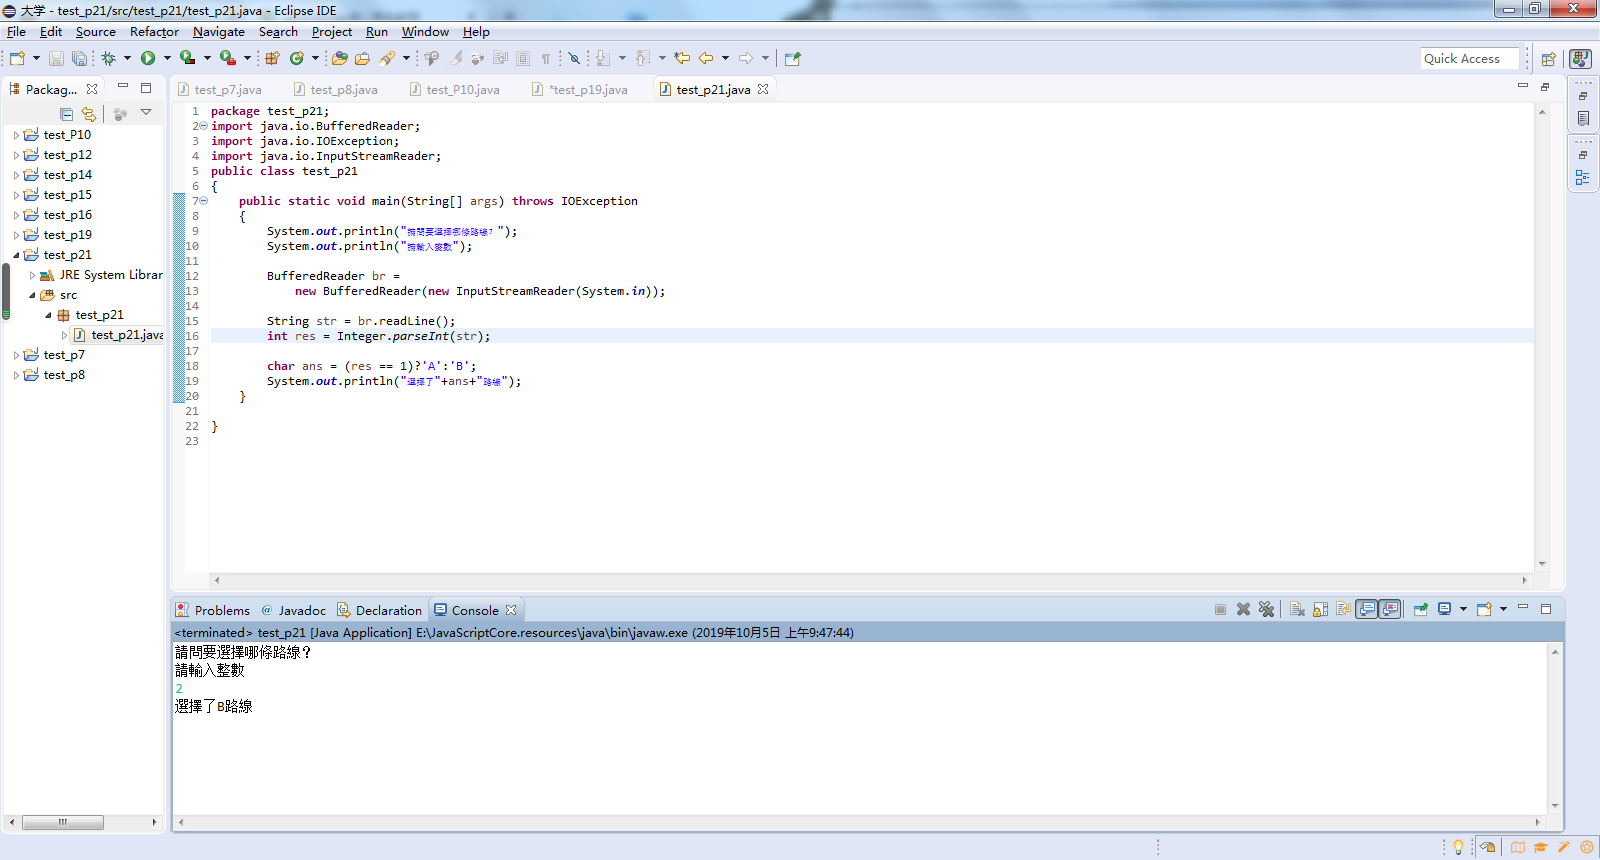 大学 - test_p21/src/test_p21/test_p21.java - Eclipse IDE
File Edit Source Refactor Navigate Search Project Run Window Help
Quick Access
Packag...
test_P10
test_p12
test_p14
test_p15
test_p16
test_p19
test_p21
JRE System Librar
src
test_p21
test_p21.java
test_p7
test_p8
test_p7.java test_p8.java test_P10.java *test_p19.java test_p21.java
1 package test_p21;
2 import java.io.BufferedReader;
3 import java.io.IOException;
4 import java.io.InputStreamReader;
5 public class test_p21
6 {
7 public static void main(String[] args) throws IOException
8 {
9 System.out.println("請問要選擇哪條路線？");
10 System.out.println("請輸入整數");
11
12 BufferedReader br =
13 new BufferedReader(new InputStreamReader(System.in));
14
15 String str = br.readLine();
16 int res = Integer.parseInt(str);
17
18 char ans = (res == 1)?'A':'B';
19 System.out.println("選擇了"+ans+"路線");
20 }
21
22 }
23
Problems @ Javadoc Declaration Console
<terminated> test_p21 [Java Application] E:\JavaScriptCore.resources\java\bin\javaw.exe (2019年10月5日 上午9:47:44)
請問要選擇哪條路線？
請輸入整數
2
選擇了B路線